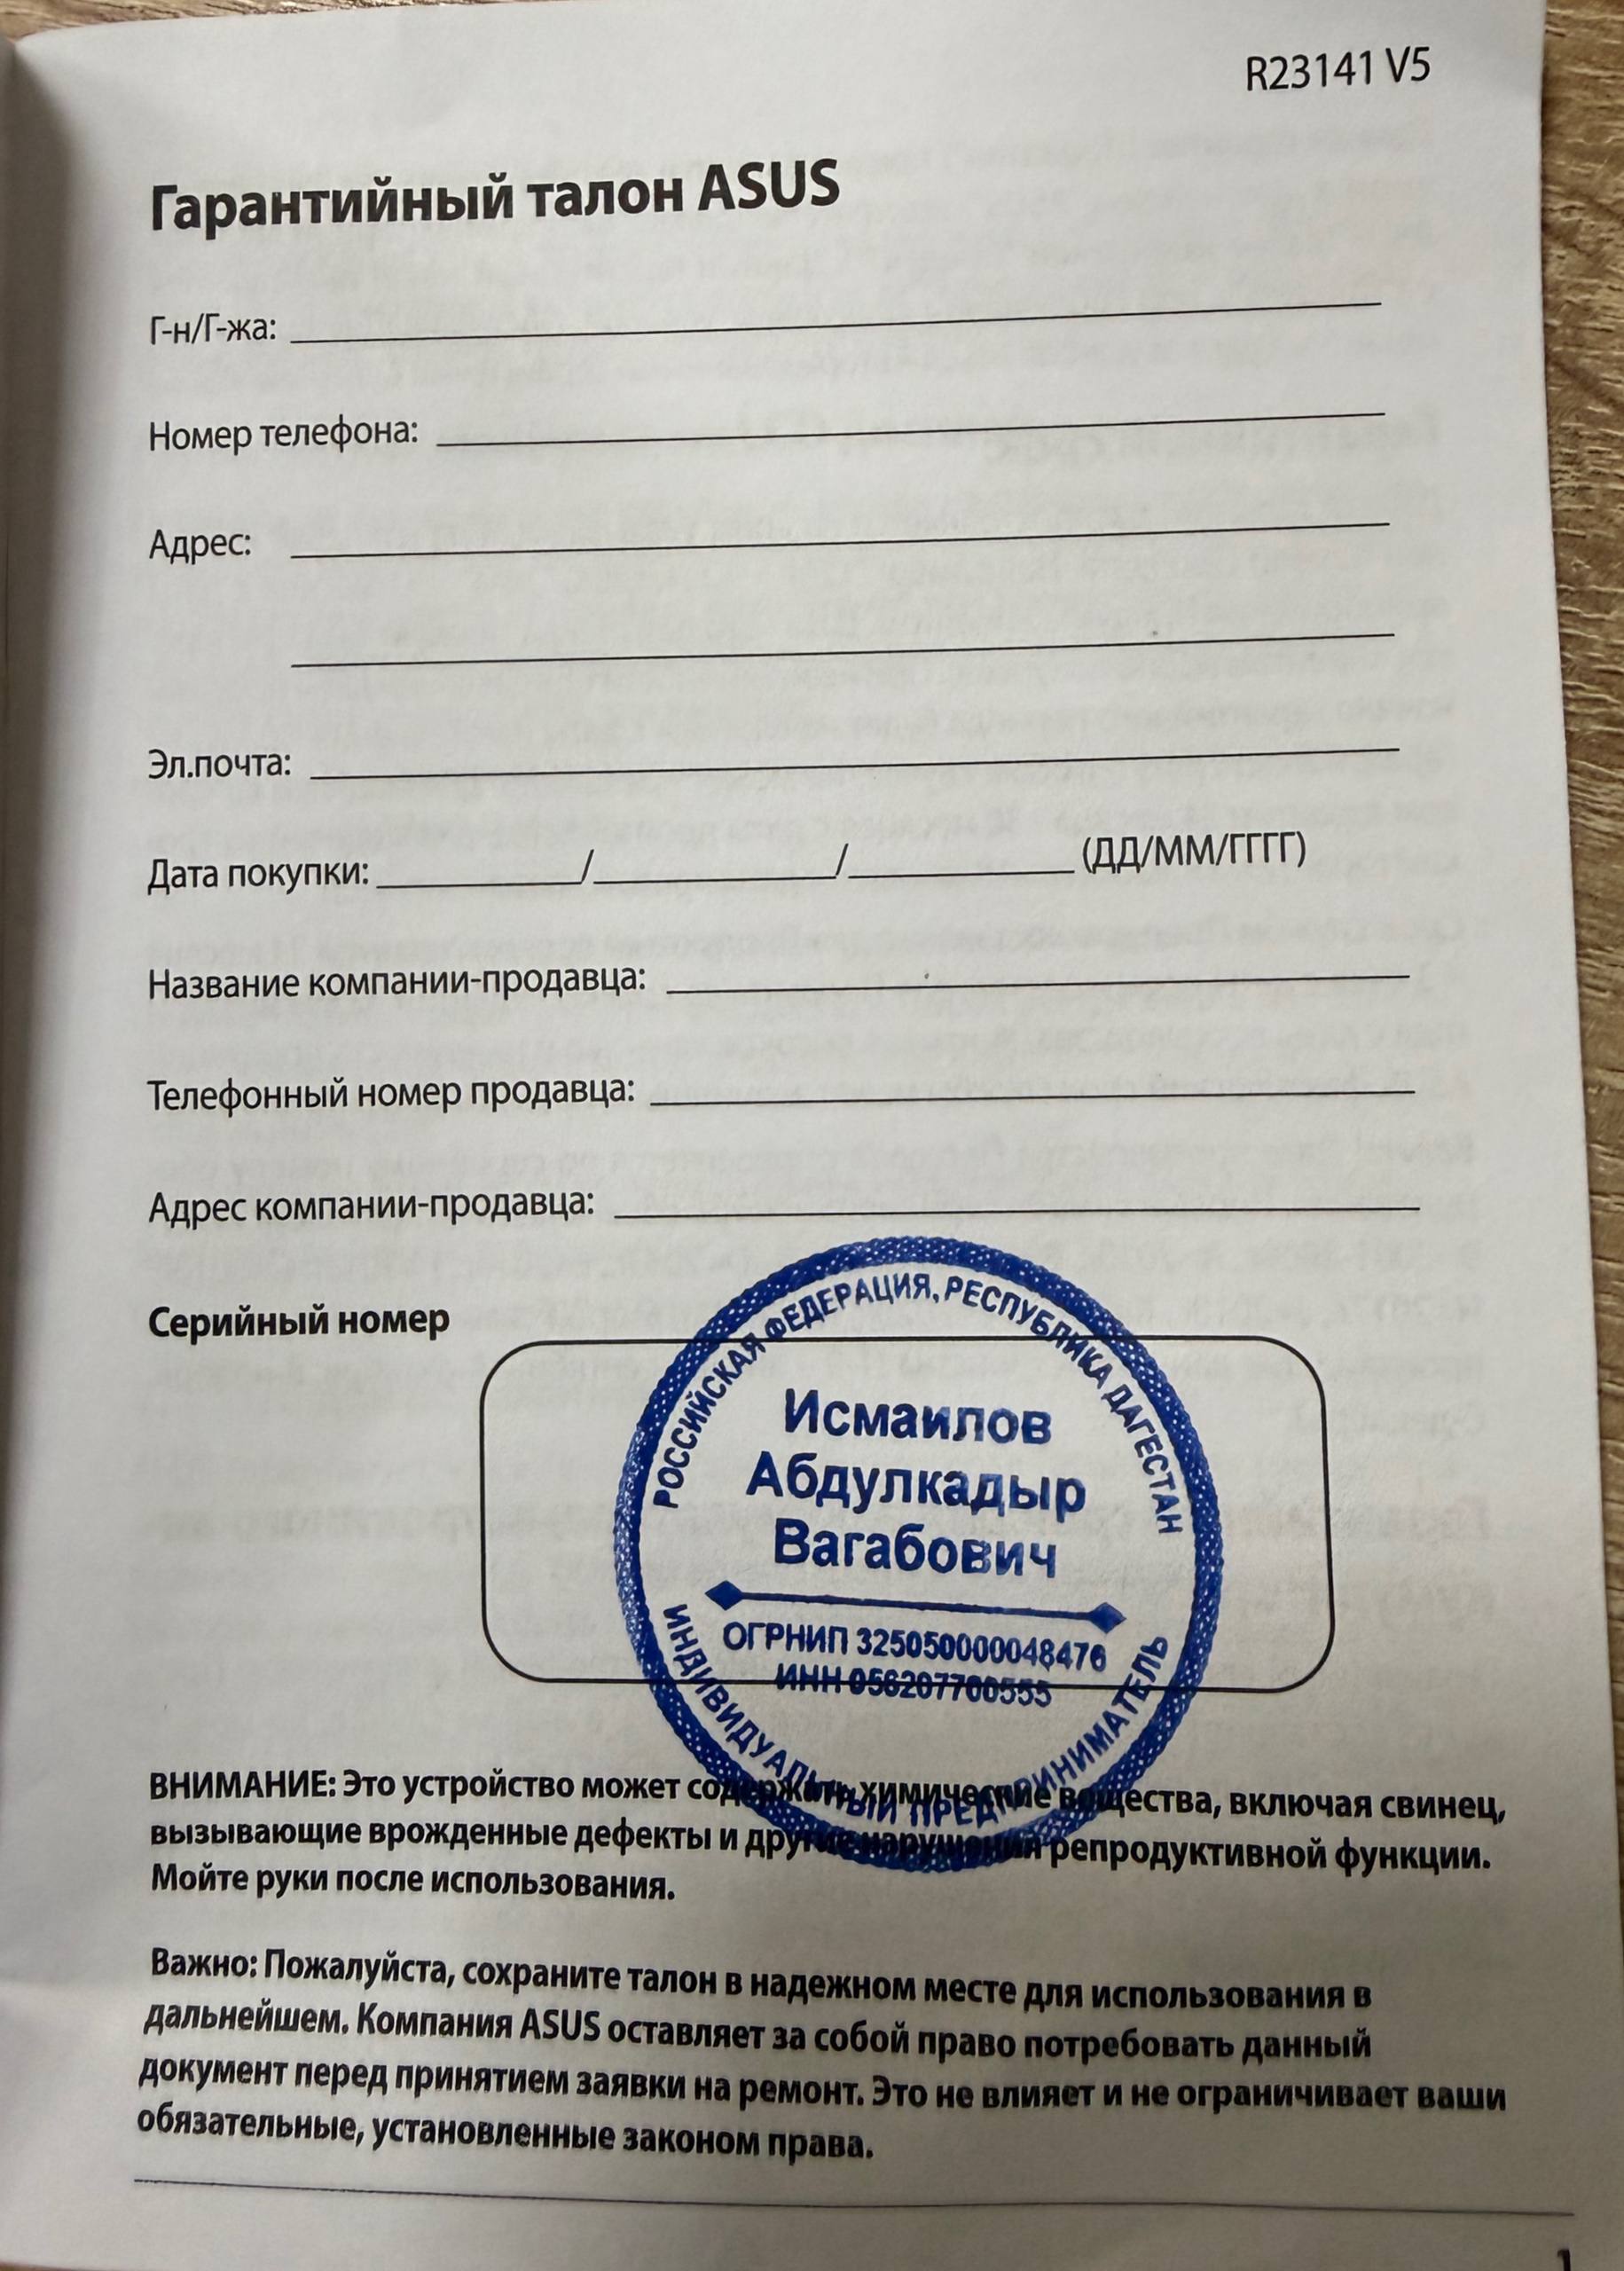 R23141 V5
Гарантийный талон ASUS
Г-н/Г-жа:
Номер телефона:
Адрес:
Эл.почта:
Дата покупки: / / (ДД/ММ/ГГГГ)
Название компании-продавца:
Телефонный номер продавца:
Адрес компании-продавца:
Серийный номер
РОССИЙСКАЯ ФЕДЕРАЦИЯ, РЕСПУБЛИКА ДАГЕСТАН
Исмаилов
Абдулкадыр
Вагабович
ОГРНИП 325050000048476
ИНН 056207700555
ИНДИВИДУАЛЬНЫЙ ПРЕДПРИНИМАТЕЛЬ
ВНИМАНИЕ: Это устройство может содержать химические вещества, включая свинец,
вызывающие врожденные дефекты и другие нарушения репродуктивной функции.
Мойте руки после использования.
Важно: Пожалуйста, сохраните талон в надежном месте для использования в
дальнейшем. Компания ASUS оставляет за собой право потребовать данный
документ перед принятием заявки на ремонт. Это не влияет и не ограничивает ваши
обязательные, установленные законом права.
1